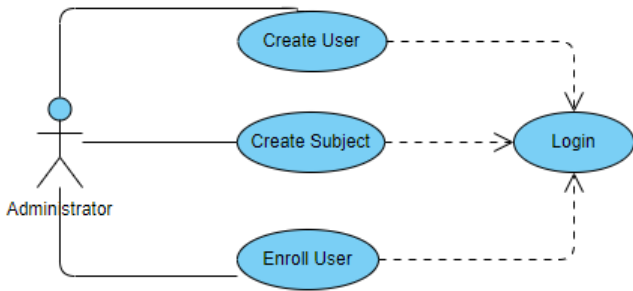 Create User
Create Subject
Login
Administrator
Enroll User